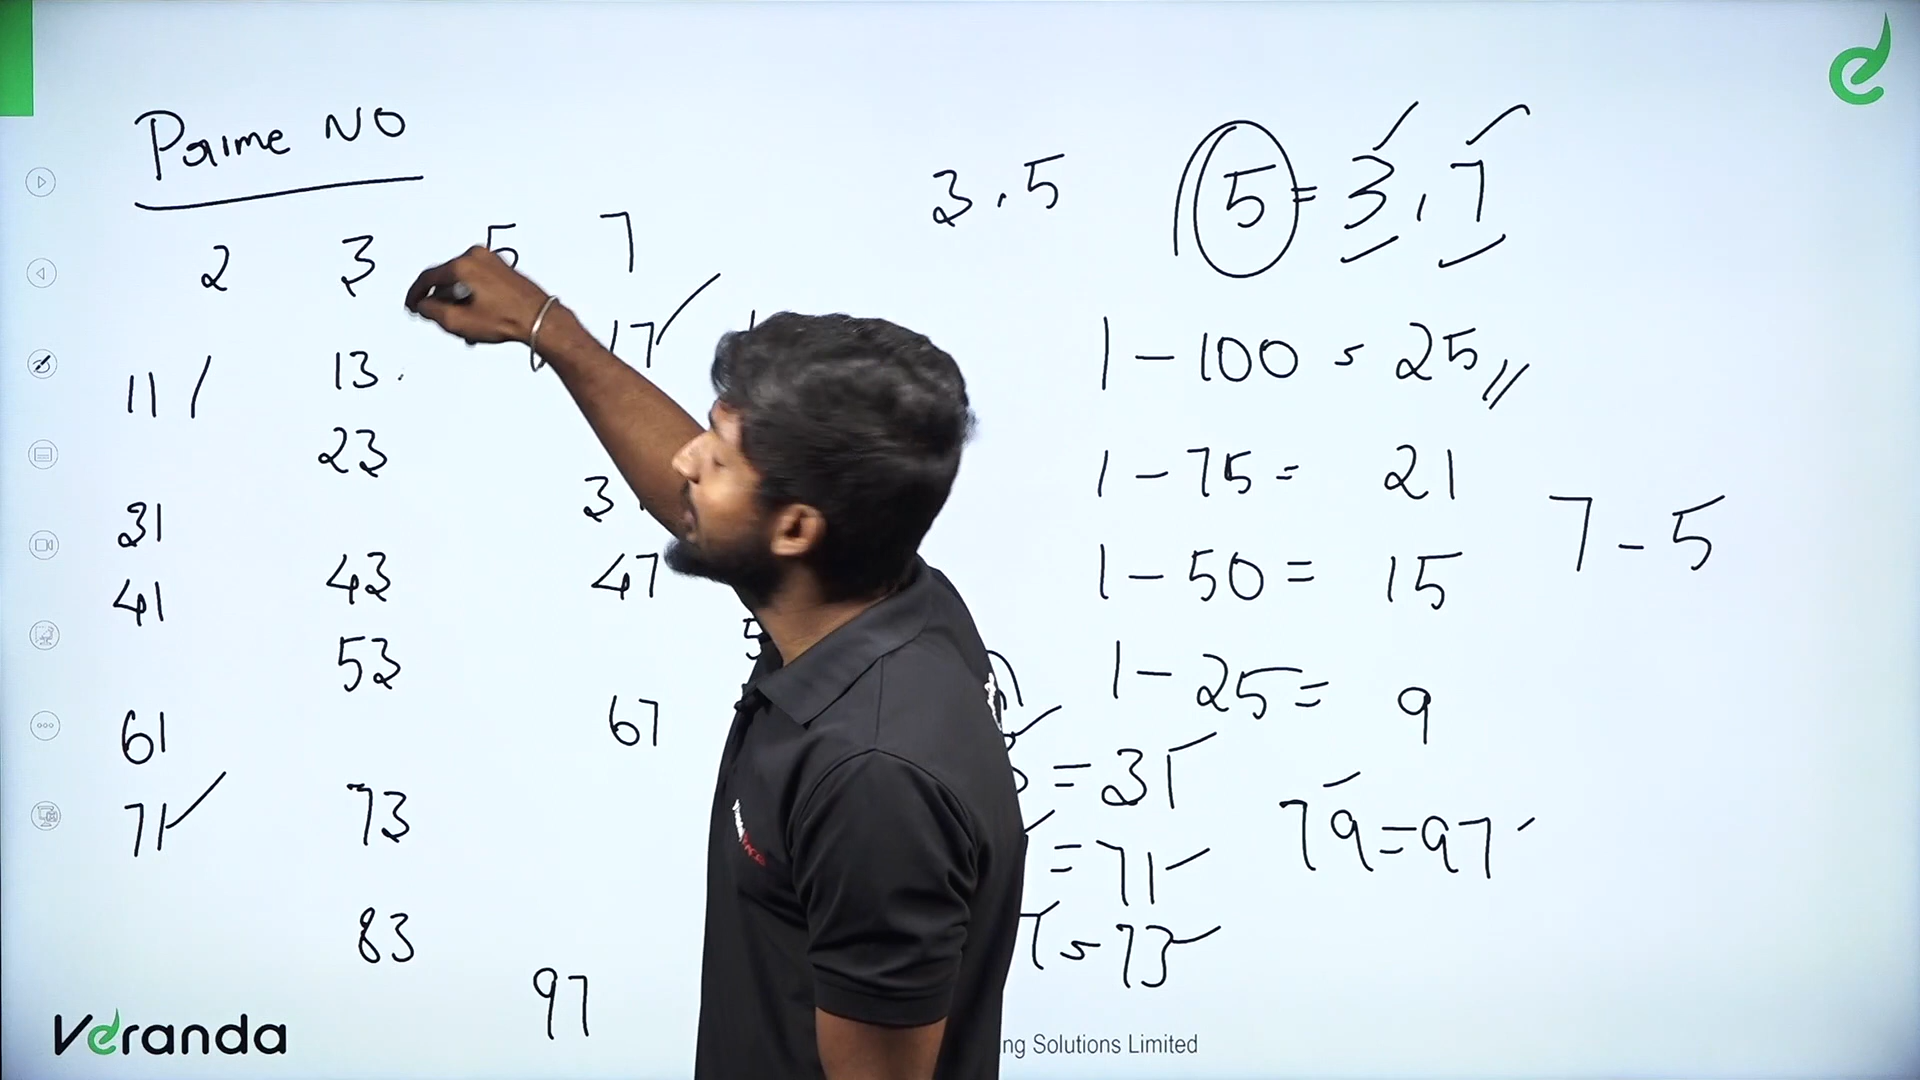 Prime NO
2 3 5 7
11 13 17
23
31 3
41 43 47
53 5
61 67
71 73
83
97
3.5
5 = 3, 7
1 - 100 = 25
1 - 75 = 21
1 - 50 = 15
1 - 25 = 9
7 - 5
= 31
= 71
7 = 73
79 = 97
Veranda
ng Solutions Limited